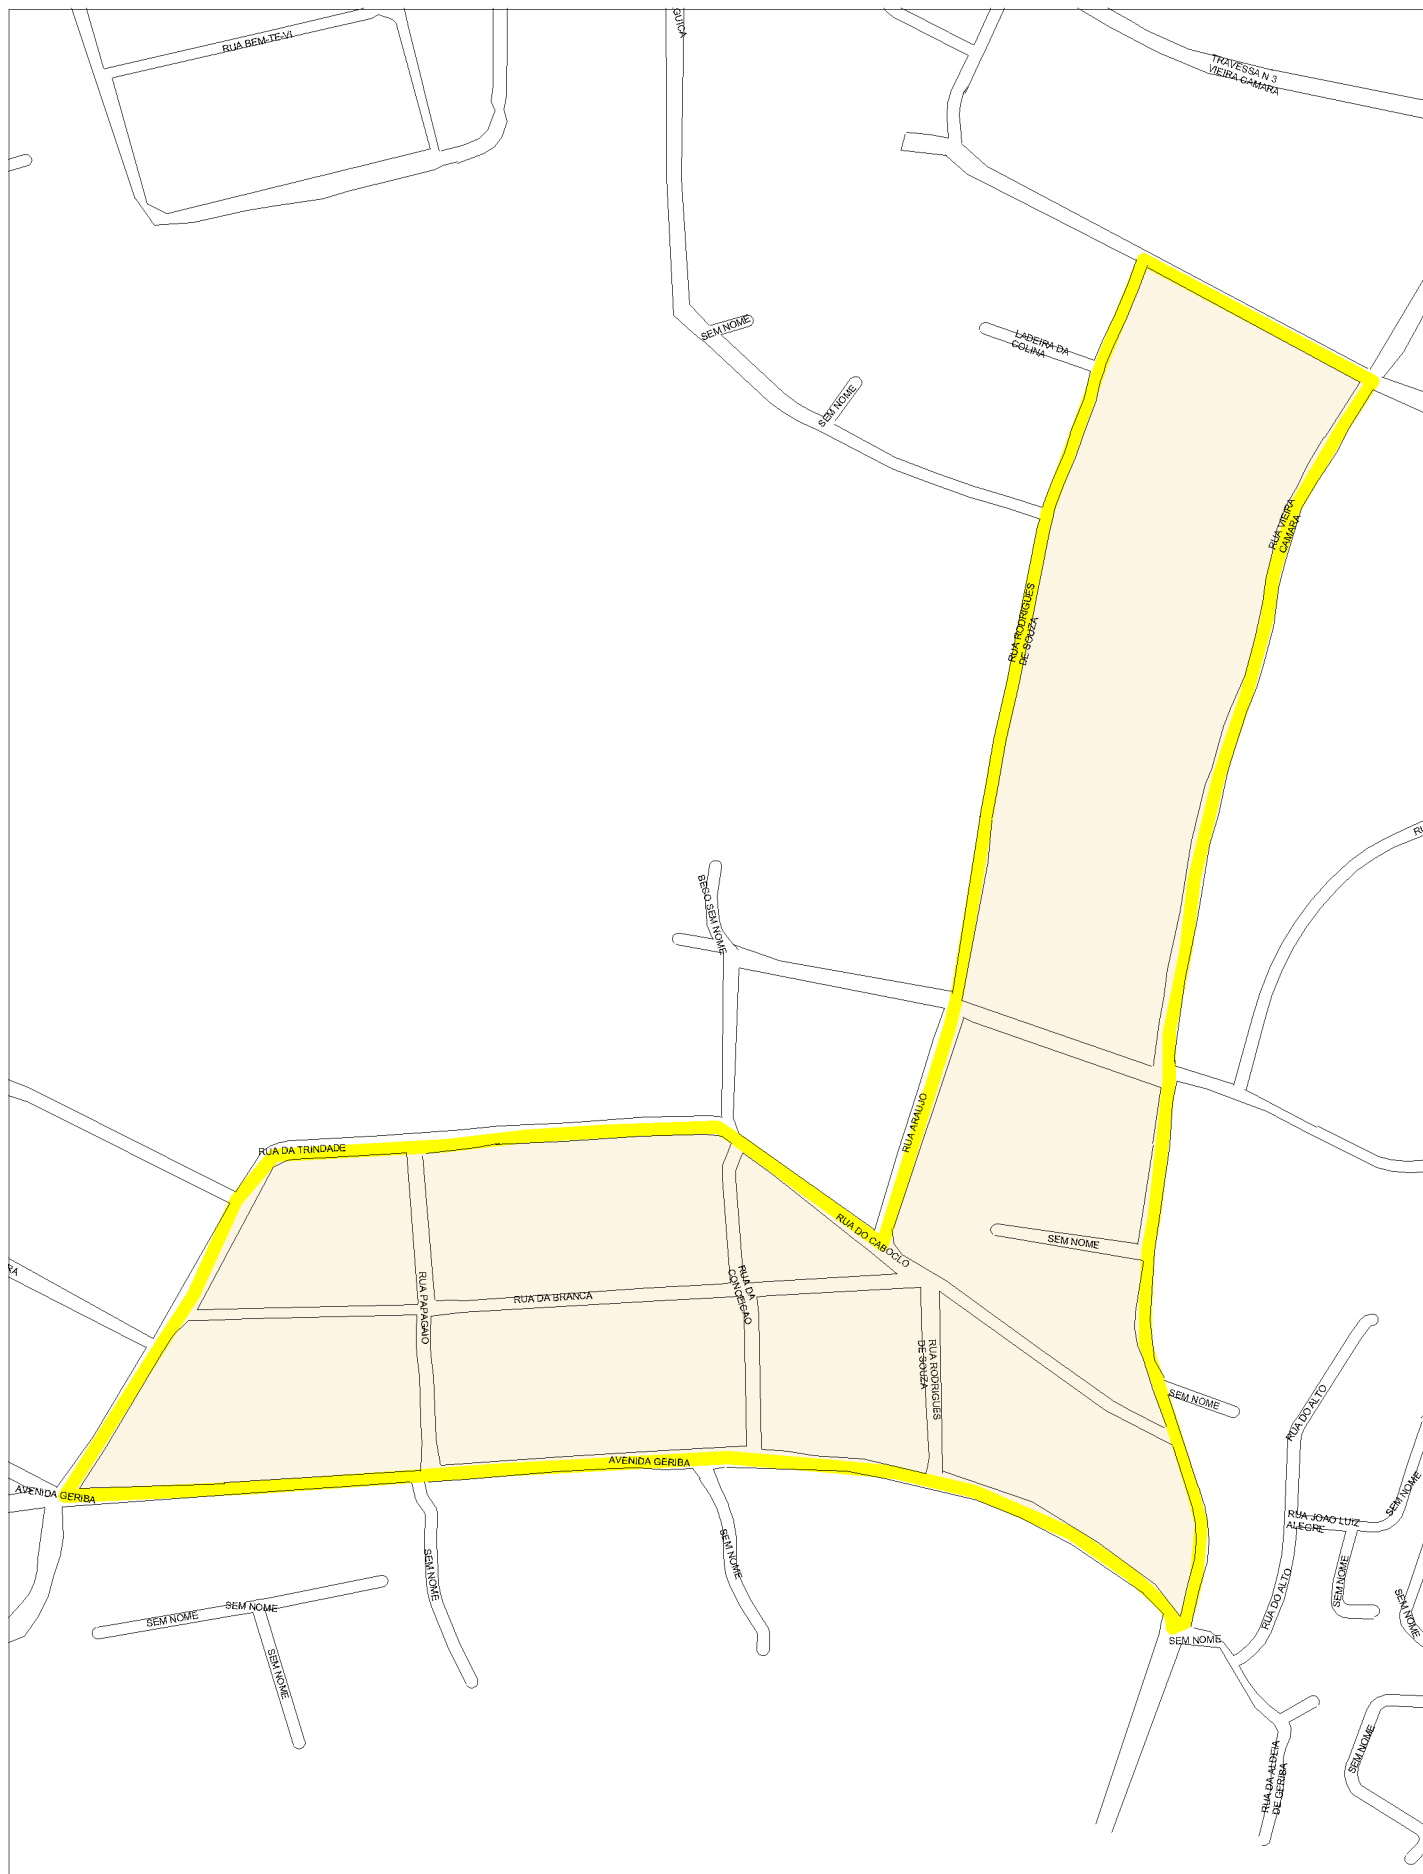 RUA BEM-TE-VI
GUICA
TRAVESSA N 3
VIEIRA CAMARA
SEM NOME
LADEIRA DA
COLINA
SEM NOME
RUA VIEIRA
CAMARA
RUA RODRIGUES
DE SOUZA
BECO SEM NOME
RUA ARAUJO
RUA DA TRINDADE
RUA DO CABOCLO
SEM NOME
RA
RUA PAPAGAIO
RUA DA BRANCA
RUA DA
CONCEICAO
RUA RODRIGUES
DE SOUZA
SEM NOME
RUA DO ALTO
AVENIDA GERIBA
AVENIDA GERIBA
SEM NOME
RUA JOAO LUIZ
ALEGRE
SEM NOME
SEM NOME
SEM NOME
RUA DO ALTO
SEM NOME
SEM NOME
SEM NOME
SEM NOME
SEM NOME
SEM NOME
RUA DA ALDEIA
DE GERIBA